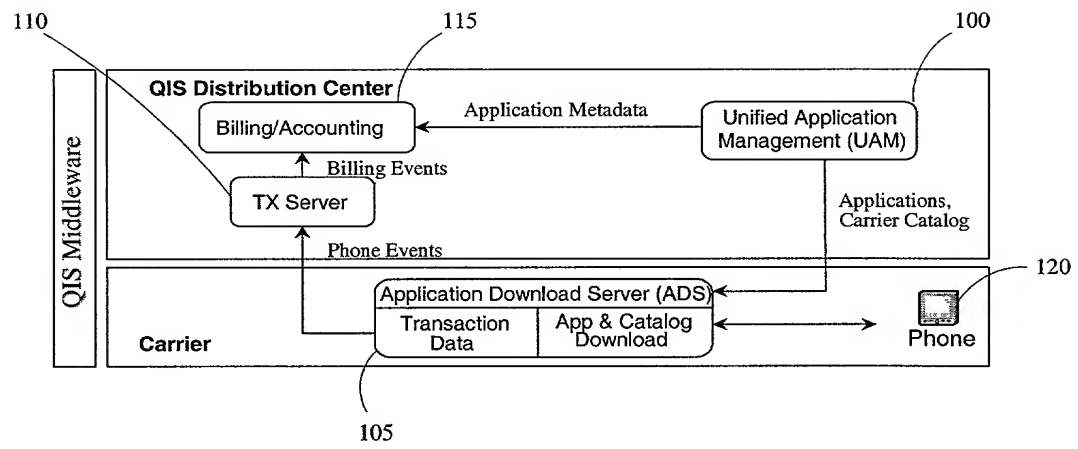 110
115
100
QIS Middleware
QIS Distribution Center
Billing/Accounting
Application Metadata
Unified Application
Management (UAM)
Billing Events
TX Server
Applications,
Carrier Catalog
Phone Events
Application Download Server (ADS)
Transaction
Data
App & Catalog
Download
120
Phone
Carrier
105